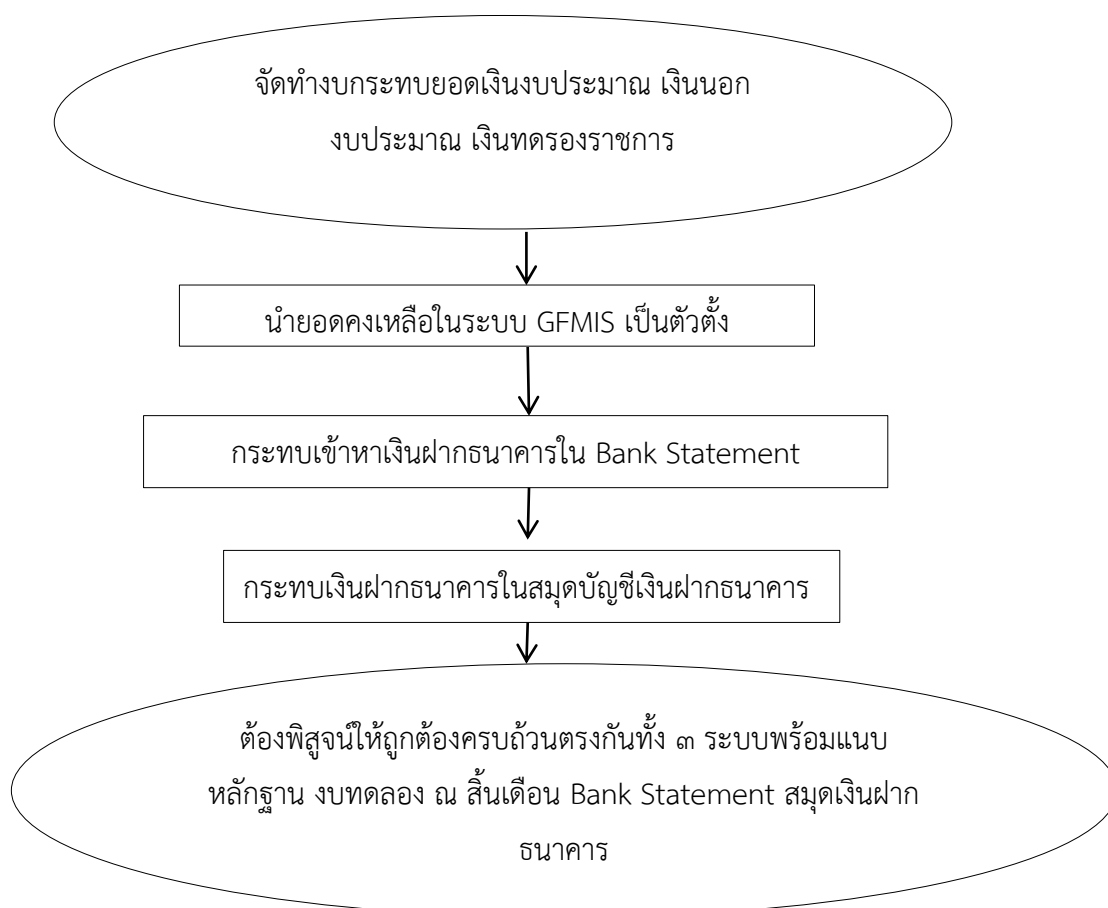 จัดทำงบกระทบยอดเงินงบประมาณ เงินนอก
งบประมาณ เงินทดรองราชการ
นำยอดคงเหลือในระบบ GFMIS เป็นตัวตั้ง
กระทบเข้าหาเงินฝากธนาคารใน Bank Statement
กระทบเงินฝากธนาคารในสมุดบัญชีเงินฝากธนาคาร
ต้องพิสูจน์ให้ถูกต้องครบถ้วนตรงกันทั้ง ๓ ระบบพร้อมแนบ
หลักฐาน งบทดลอง ณ สิ้นเดือน Bank Statement สมุดเงินฝาก
ธนาคาร